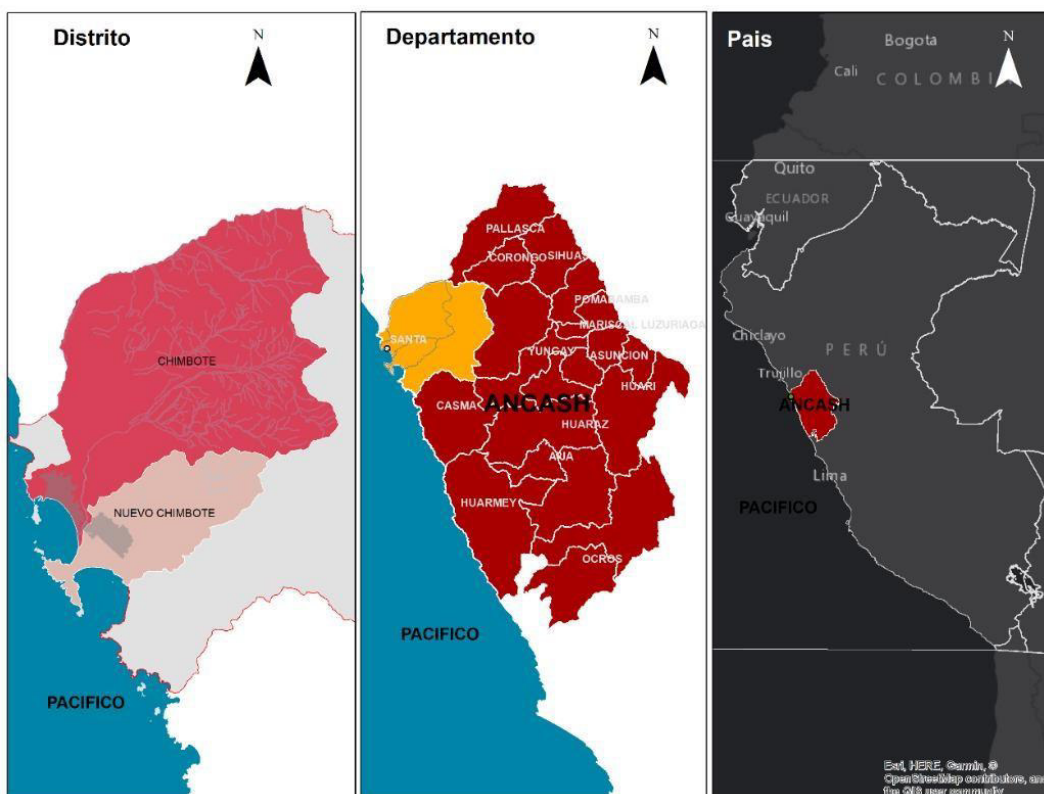 Distrito
N
CHIMBOTE
NUEVO CHIMBOTE
PACIFICO
Departamento
N
PALLASCA
CORONGO
SIHUAS
POMABAMBA
MARISCAL LUZURIAGA
SANTA
YUNGAY
ASUNCION
HUARI
CASMA
ANCASH
HUARAZ
AIJA
HUARMEY
OCROS
PACIFICO
Pais
N
Bogota
Cali
COLOMBI
Quito
ECUADOR
Guayaquil
Chiclayo
PERÚ
Trujillo
ANCASH
Lima
PACIFICO
Esri, HERE, Garmin, ©
OpenStreetMap contributors, and
the GIS user community